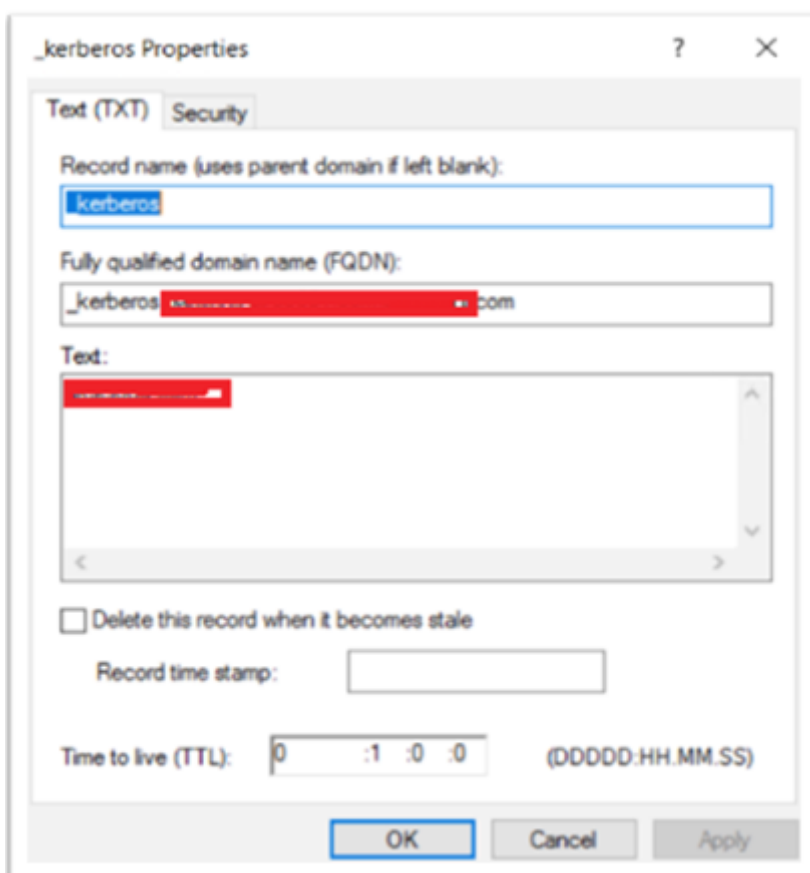 _kerberos Properties
Text (TXT) Security
Record name (uses parent domain if left blank):
_kerberos
Fully qualified domain name (FQDN):
_kerberos com
Text:
Delete this record when it becomes stale
Record time stamp:
Time to live (TTL): 0 :1 :0 :0 (DDDDD:HH.MM.SS)
OK Cancel Apply